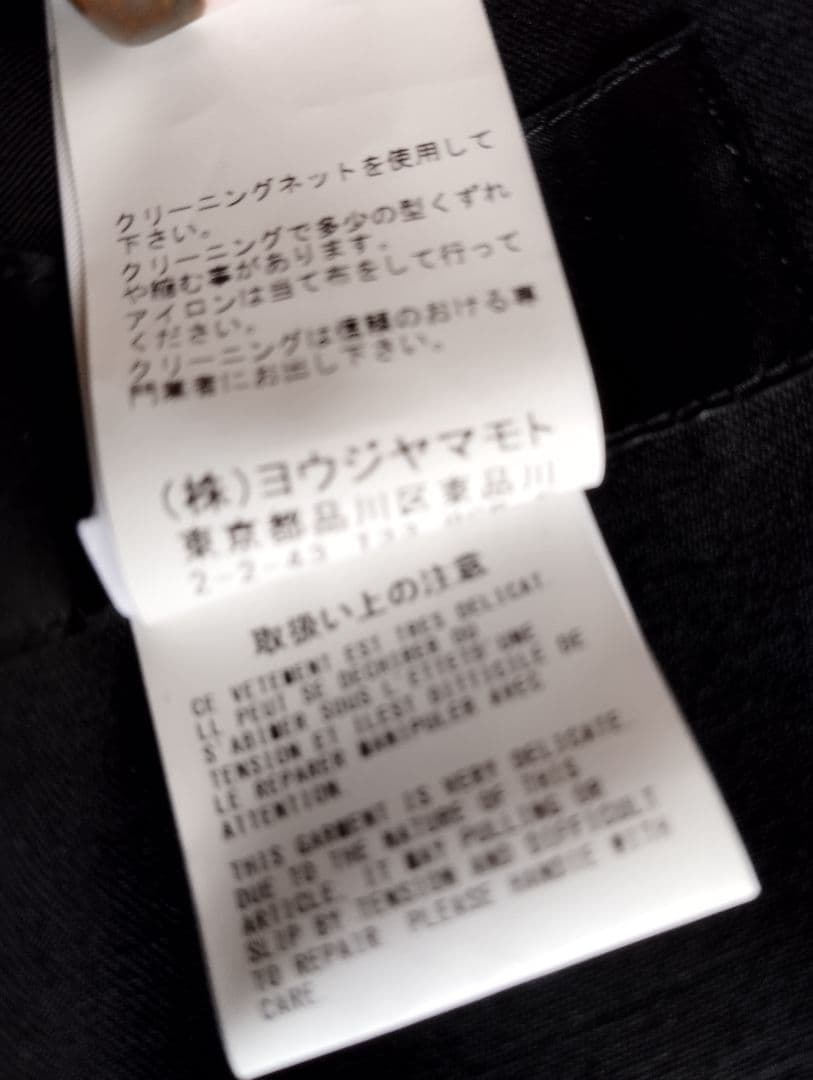 クリーニングネットを使用して
下さい。
クリーニングで多少の型くずれ
や縮む事があります。
アイロンは当て布をして行って
ください。
クリーニングは信頼のおける専
門業者にお出し下さい。
(株)ヨウジヤマモト
東京都品川区東品川
2-2-43
取扱い上の注意
CE VETEMENT EST TRES DELICAT.
LL PEUT SE DECHIRER OU
S'ABIMER SOUS L'ETTETE UNE
TENSION ET ILEST DITTICILE DE
LE REPARER MANIPULER AVEC
ATTENTION
THIS GARMENT IS VERY DELICATE.
DUE TO THE NATURE OF THIS
ARTICLE. IT MAY PULLING OR
SLIP BY TENSION AND DIFFICULT
TO REPAIR. PLEASE HANDIE WITH
CARE.